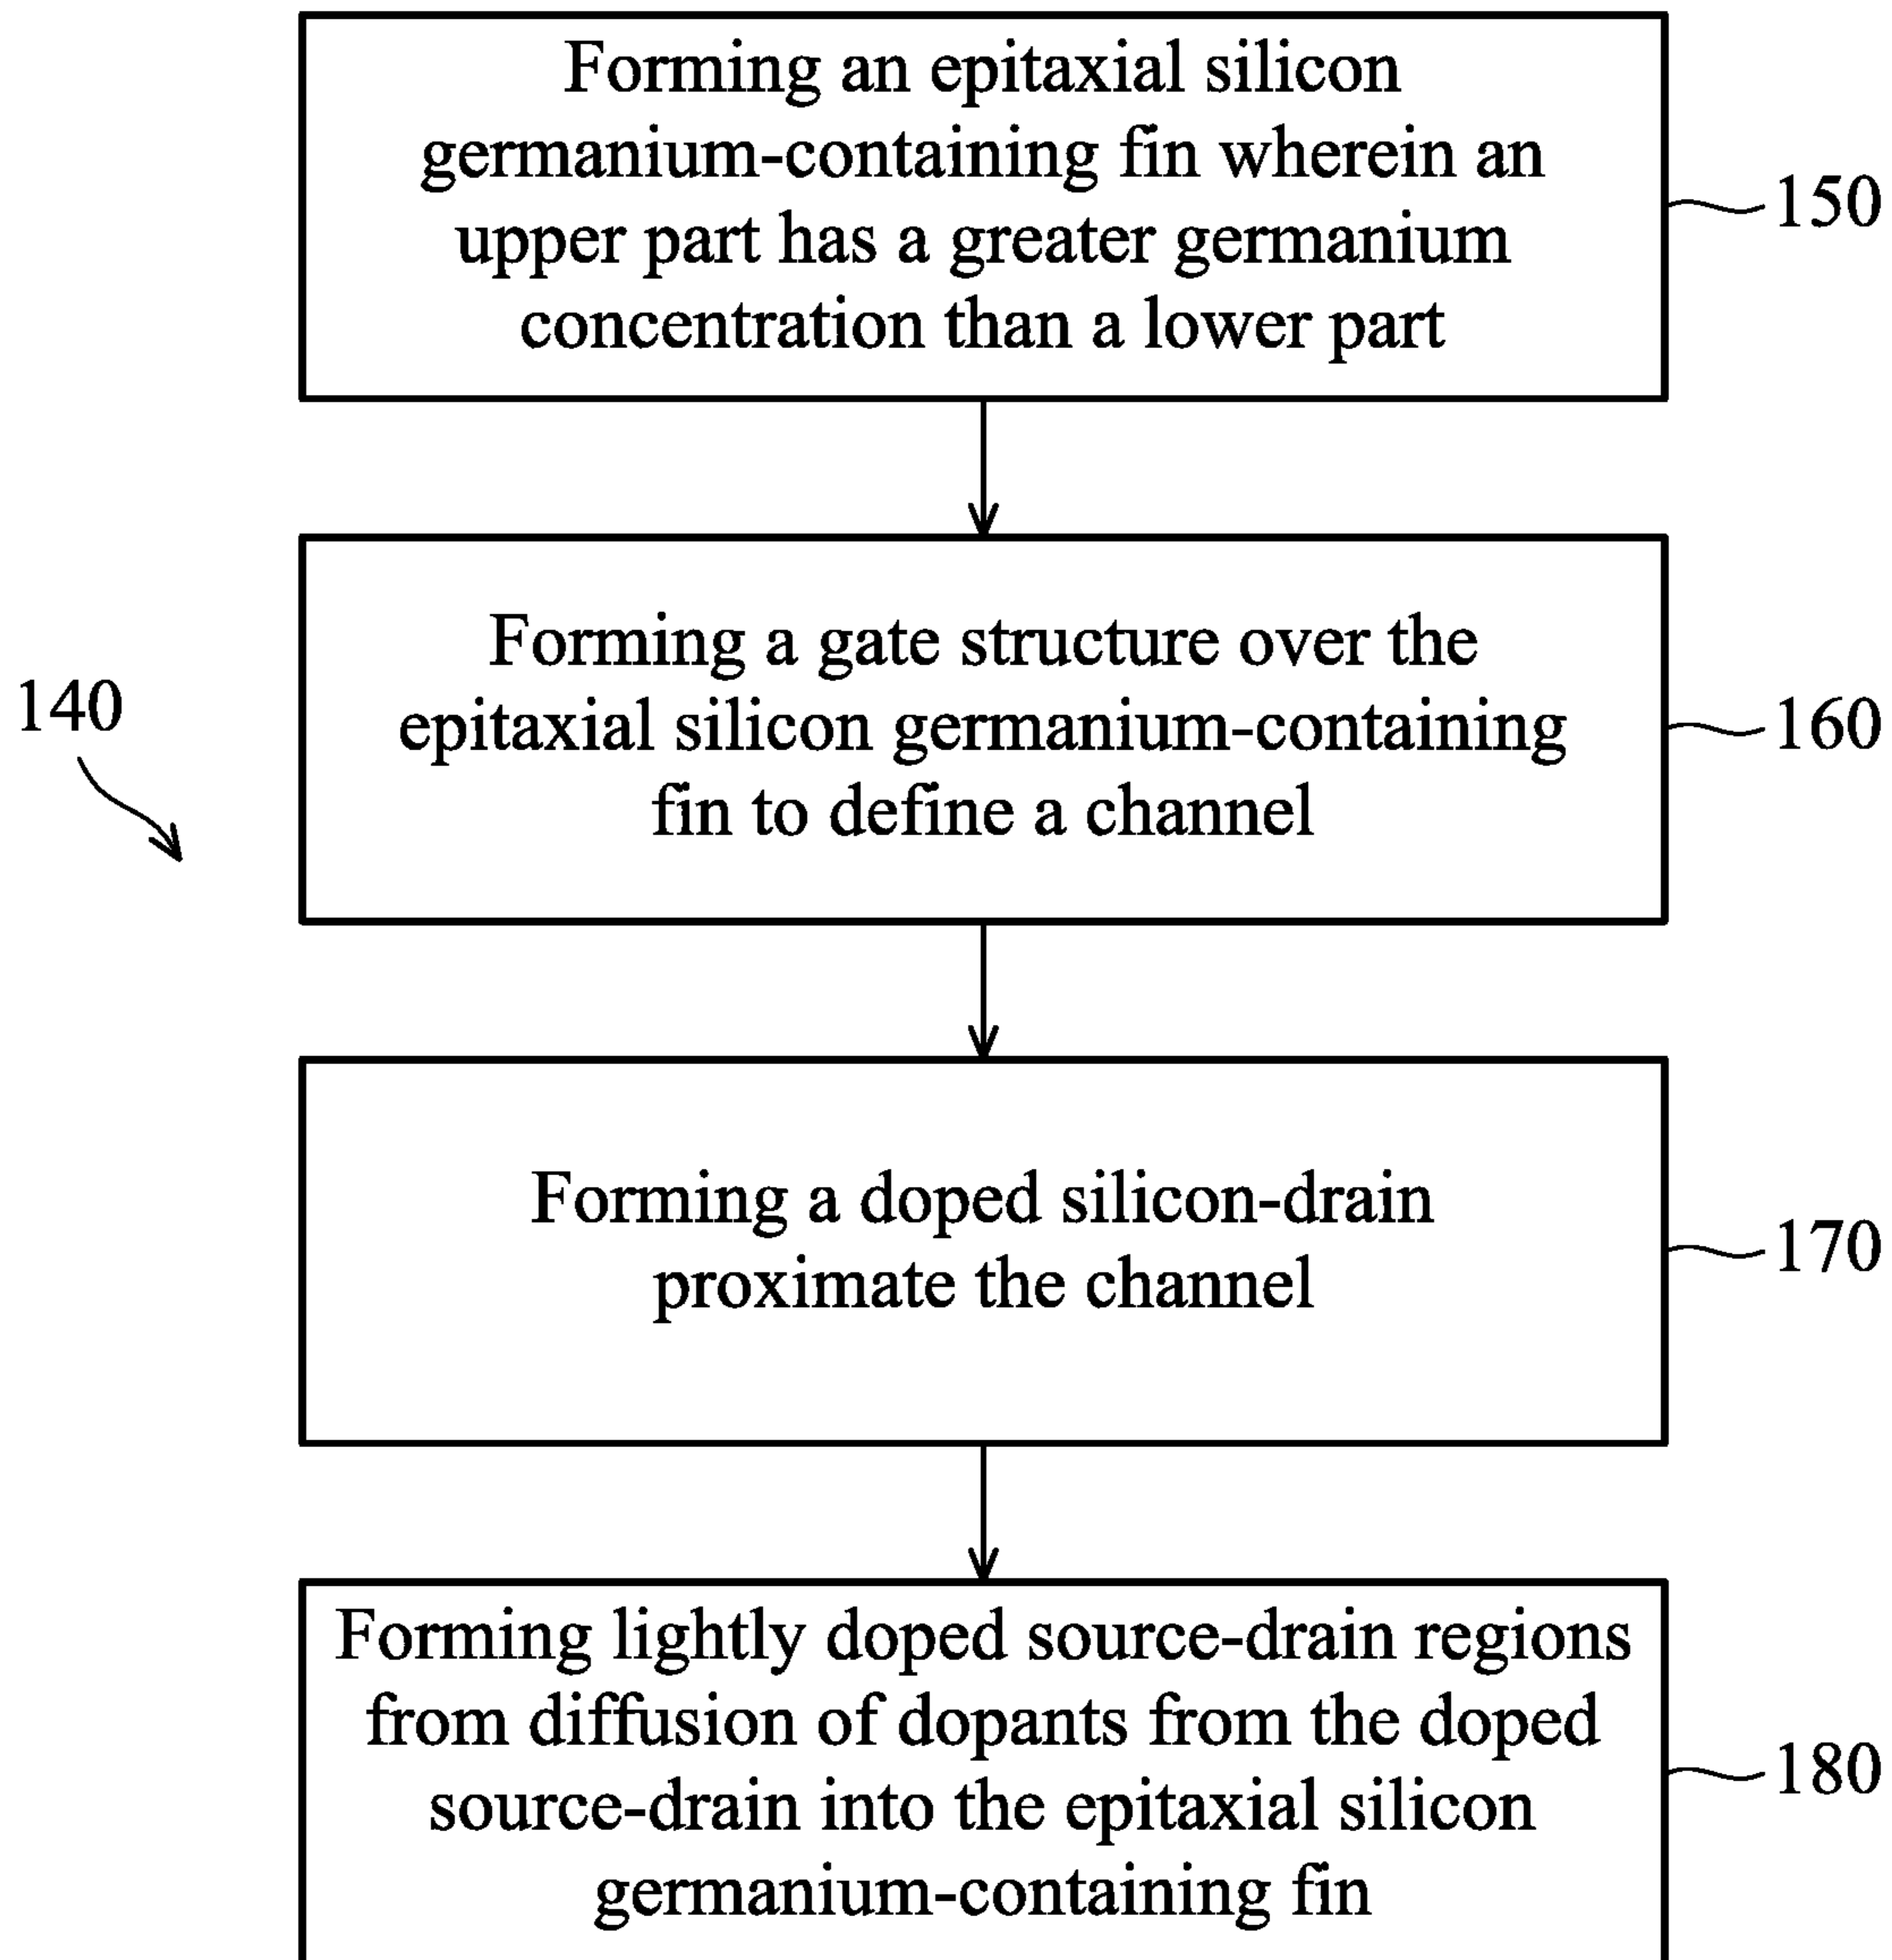 Forming an epitaxial silicon
germanium-containing fin wherein an
upper part has a greater germanium
concentration than a lower part
150
Forming a gate structure over the
epitaxial silicon germanium-containing
fin to define a channel
160
140
Forming a doped silicon-drain
proximate the channel
170
Forming lightly doped source-drain regions
from diffusion of dopants from the doped
source-drain into the epitaxial silicon
germanium-containing fin
180